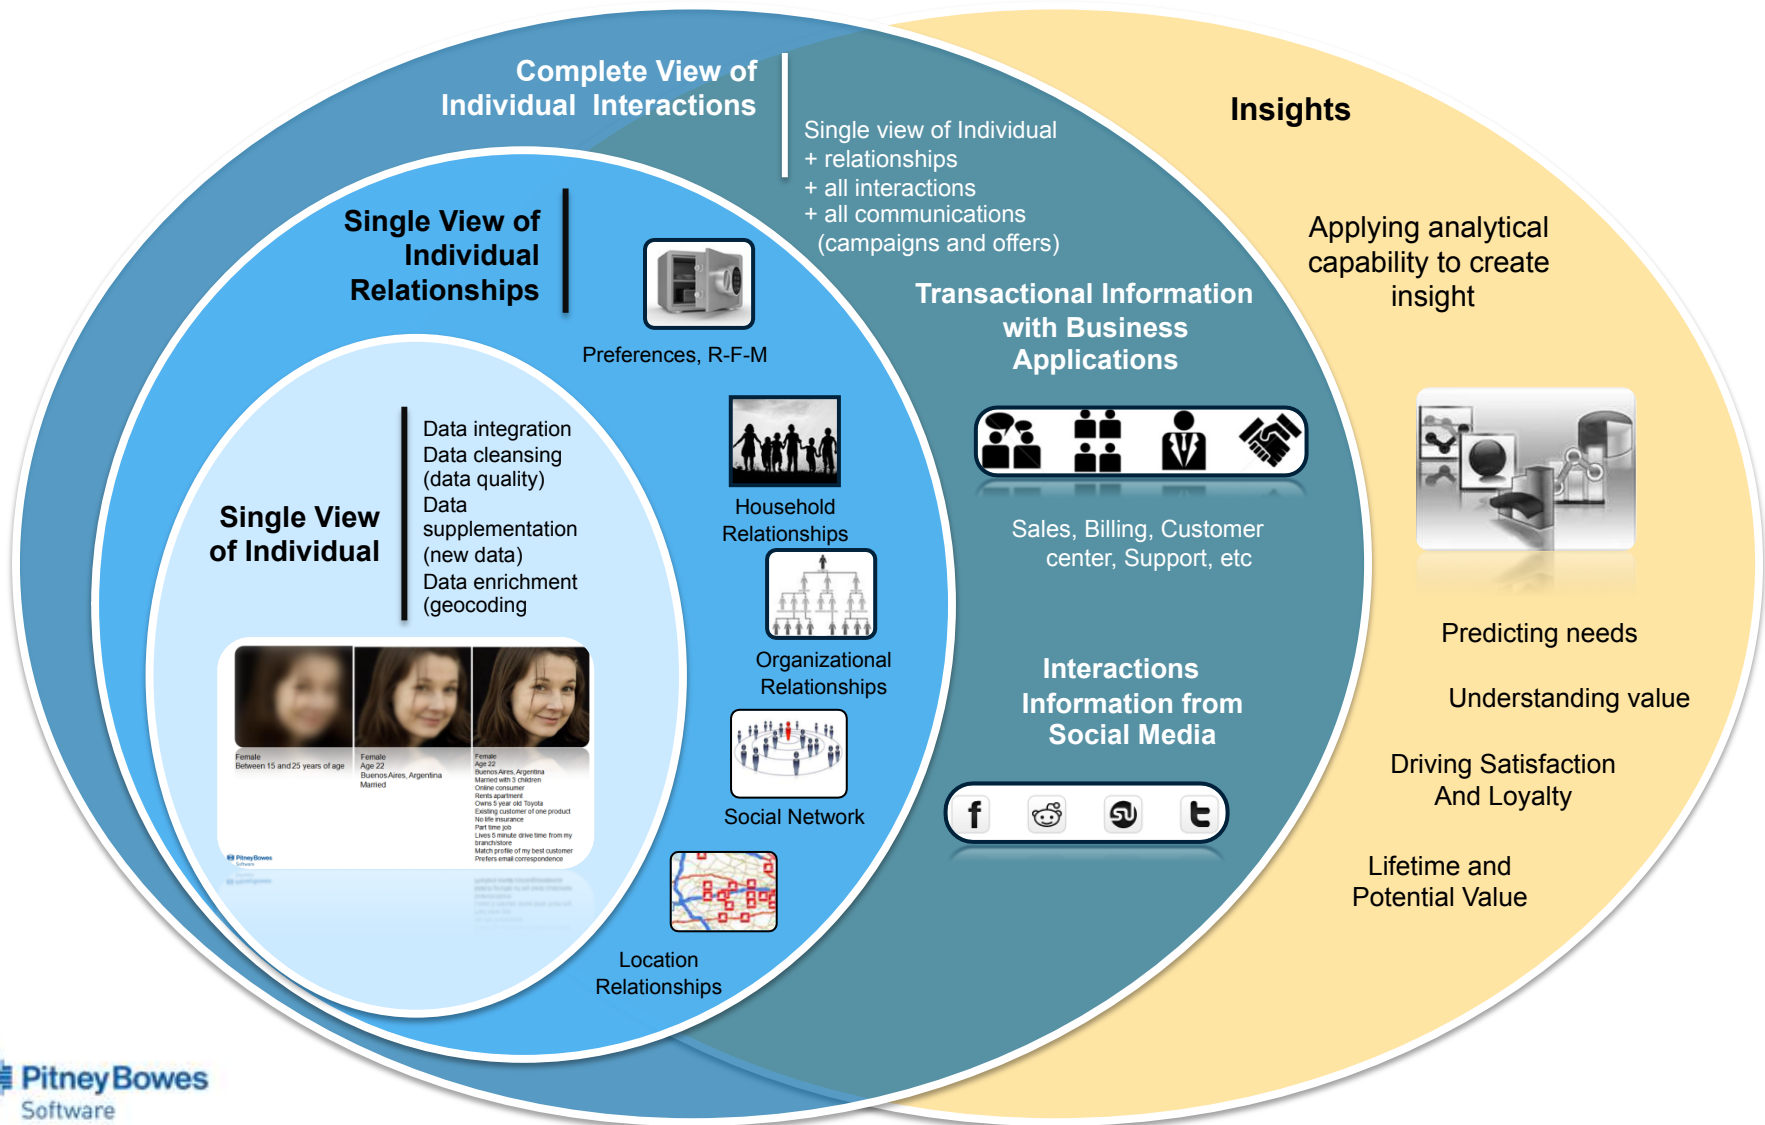 Complete View of
Individual Interactions
Single view of Individual
+ relationships
+ all interactions
+ all communications
(campaigns and offers)
Insights
Applying analytical
capability to create
insight
Single View of
Individual
Relationships
Preferences, R-F-M
Household
Relationships
Organizational
Relationships
Social Network
Location
Relationships
Transactional Information
with Business
Applications
Sales, Billing, Customer
center, Support, etc
Interactions
Information from
Social Media
f
t
Predicting needs
Understanding value
Driving Satisfaction
And Loyalty
Lifetime and
Potential Value
Single View
of Individual
Data integration
Data cleansing
(data quality)
Data
supplementation
(new data)
Data enrichment
(geocoding
Female
Between 15 and 25 years of age
Female
Age 22
Buenos Aires, Argentina
Married
Female
Age 22
Buenos Aires, Argentina
Married with 3 children
Online consumer
Rents apartment
Owns 5 year old Toyota
Existing customer of one product
No life insurance
Part time job
Lives 5 minute drive time from my
branch/store
Match profile of my best customer
Prefers email correspondence
PitneyBowes
Software
Pitney Bowes
Software